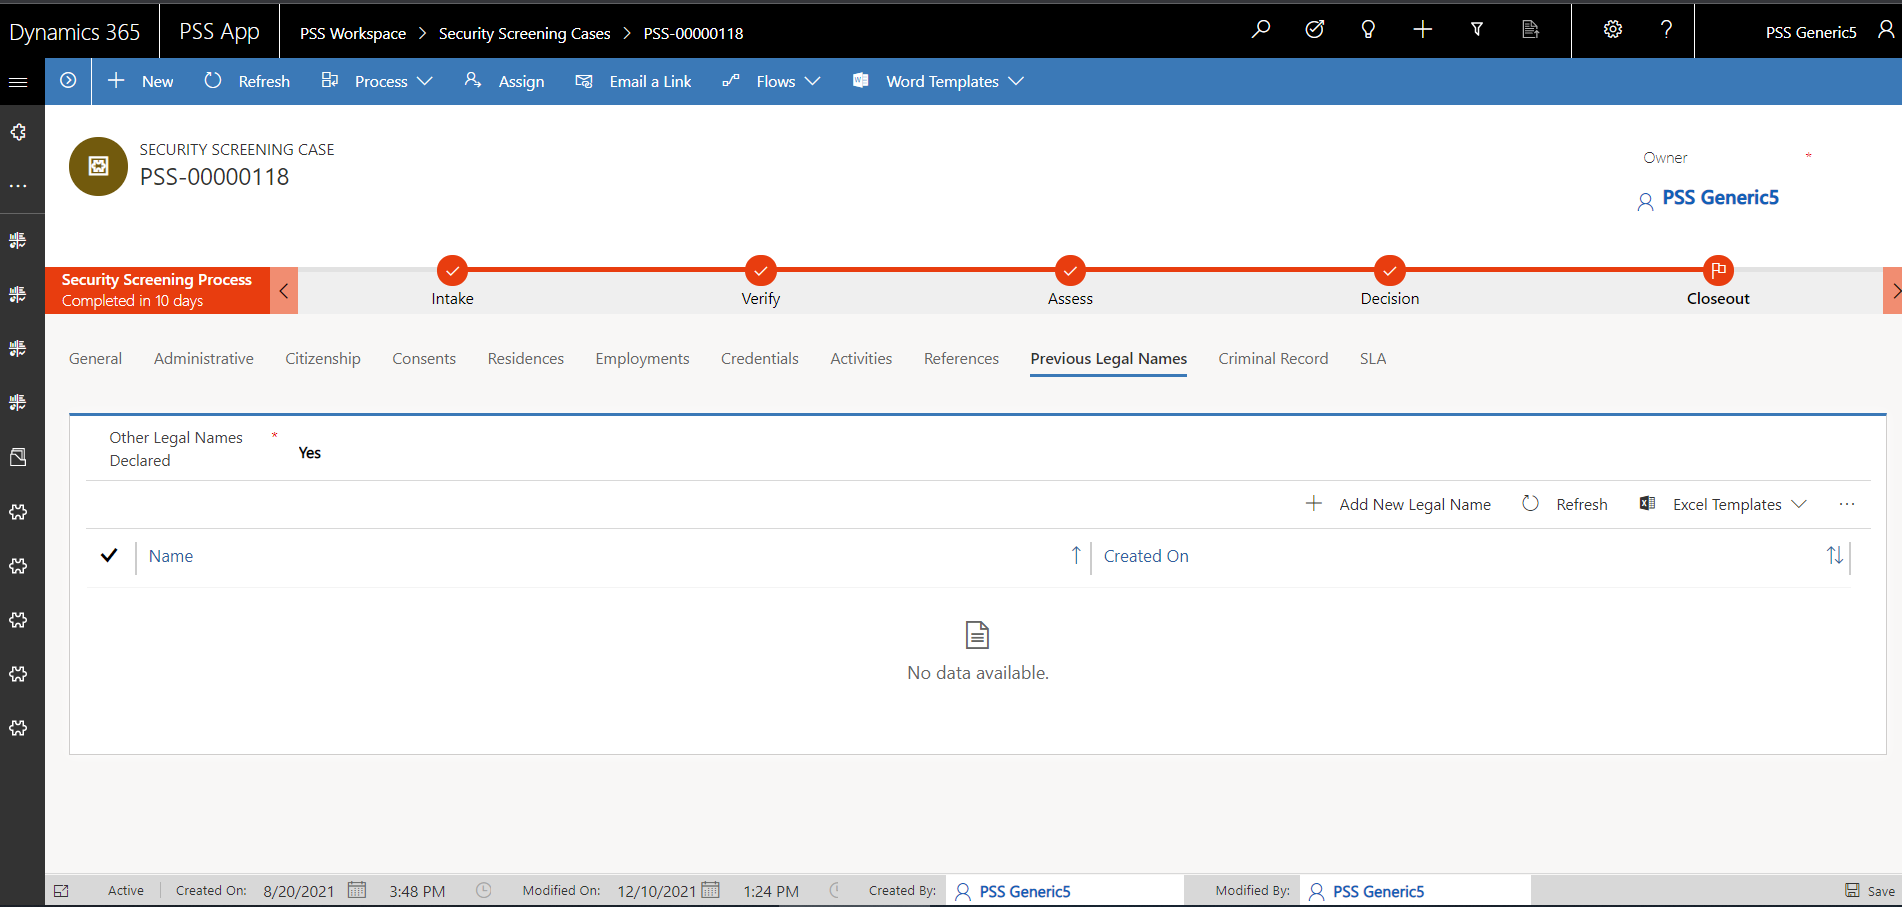 Dynamics 365 PSS App PSS Workspace > Security Screening Cases > PSS-00000118 PSS Generic5
New Refresh Process Assign Email a Link Flows Word Templates
SECURITY SCREENING CASE
PSS-00000118
Owner *
PSS Generic5
Security Screening Process
Completed in 10 days
Intake Verify Assess Decision Closeout
General Administrative Citizenship Consents Residences Employments Credentials Activities References Previous Legal Names Criminal Record SLA
Other Legal Names *
Declared
Yes
Add New Legal Name Refresh Excel Templates ...
Name Created On
No data available.
Active Created On: 8/20/2021 3:48 PM Modified On: 12/10/2021 1:24 PM Created By: PSS Generic5 Modified By: PSS Generic5 Save